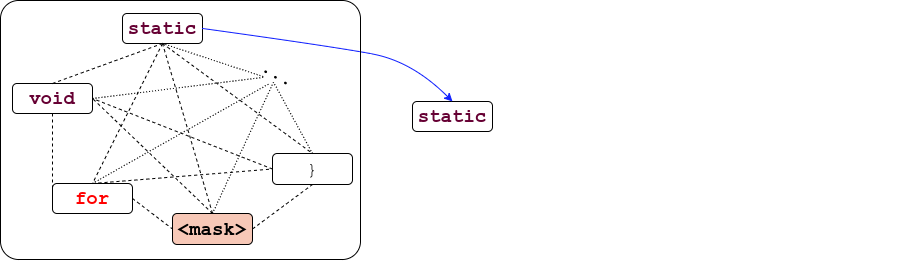 static
...
void
static
}
for
<mask>